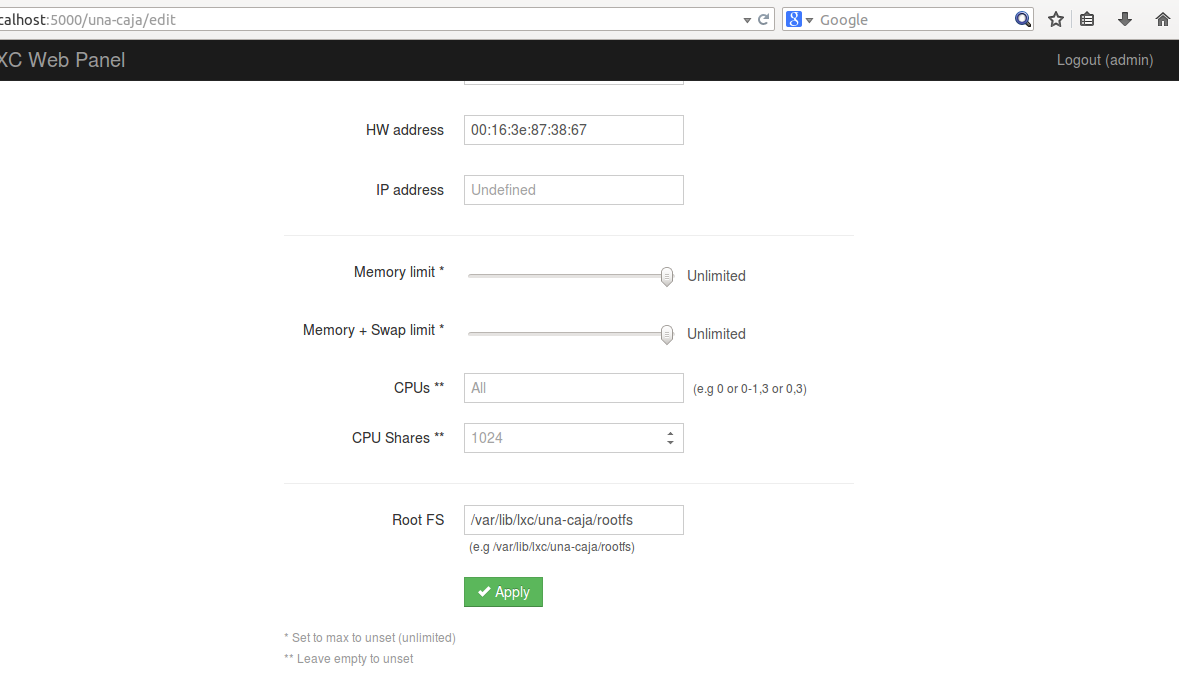 calhost:5000/una-caja/edit
Google
XC Web Panel
Logout (admin)
HW address 00:16:3e:87:38:67
IP address Undefined
Memory limit * Unlimited
Memory + Swap limit * Unlimited
CPUs ** All (e.g 0 or 0-1,3 or 0,3)
CPU Shares ** 1024
Root FS /var/lib/lxc/una-caja/rootfs
(e.g /var/lib/lxc/una-caja/rootfs)
Apply
* Set to max to unset (unlimited)
** Leave empty to unset